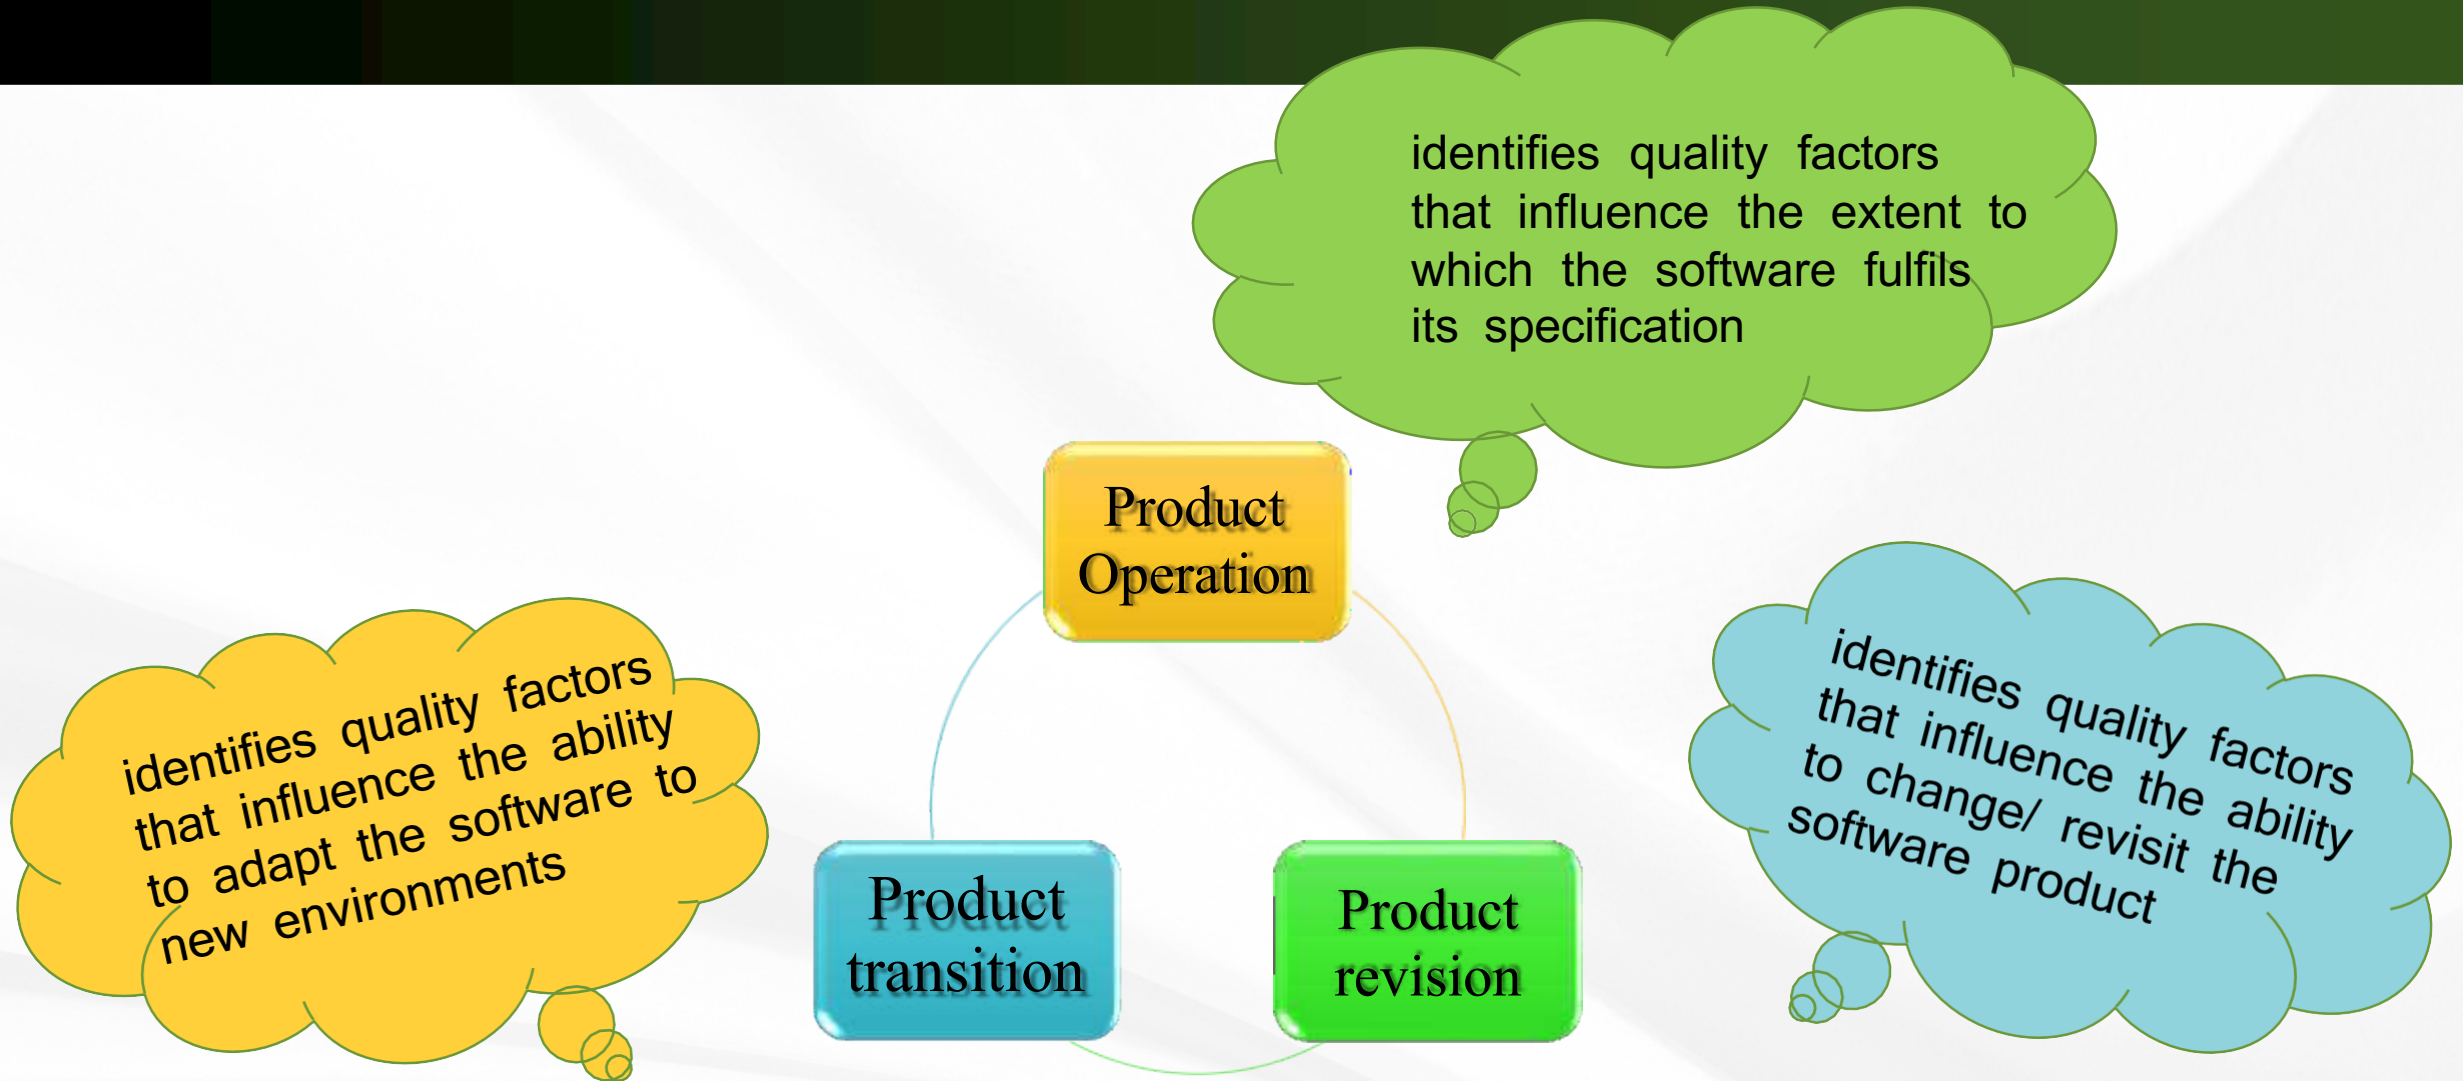 identifies quality factors
that influence the extent to
which the software fulfils
its specification
Product
Operation
identifies quality factors
that influence the ability
to adapt the software to
new environments
identifies quality factors
that influence the ability
to change/ revisit the
software product
Product
transition
Product
revision